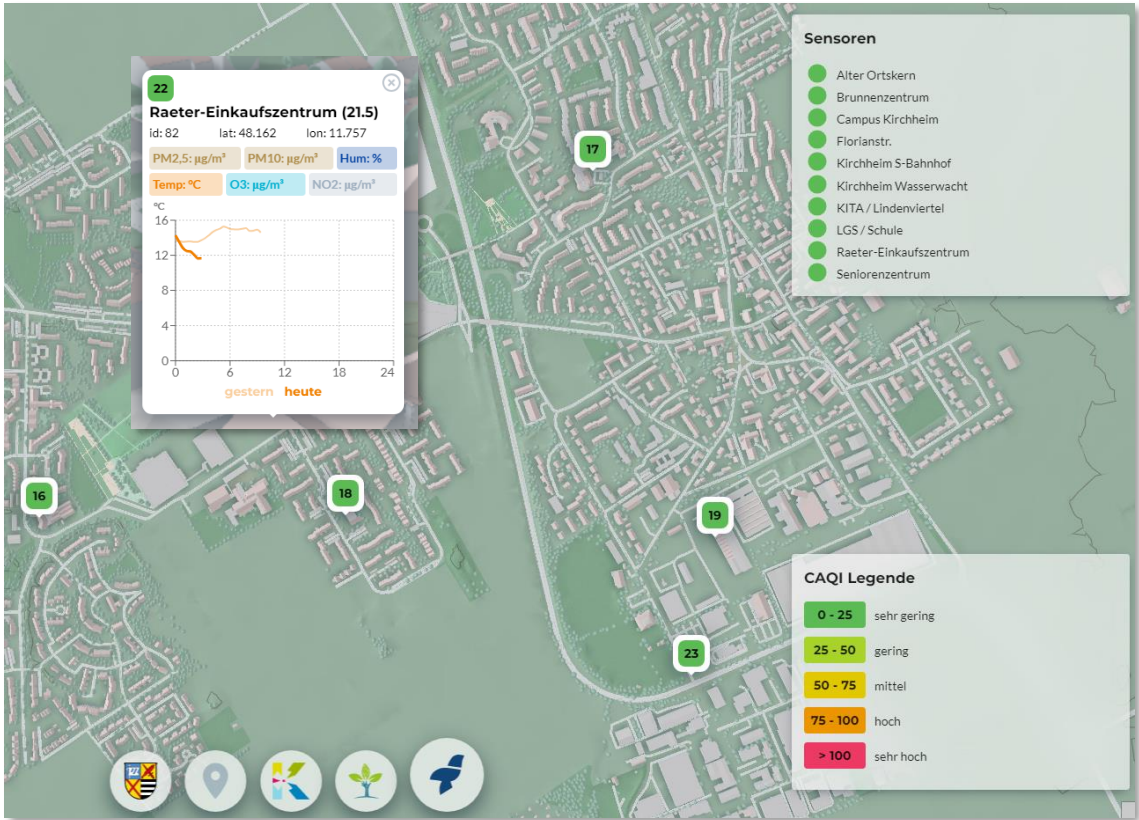 22
Raeter-Einkaufszentrum (21.5)
id: 82 lat: 48.162 lon: 11.757
PM2,5: µg/m³ PM10: µg/m³ Hum: %
Temp: °C O3: µg/m³ NO2: µg/m³
°C
16
12
8
4
0
0 6 12 18 24
gestern heute
17
16
18
19
23
Sensoren
Alter Ortskern
Brunnenzentrum
Campus Kirchheim
Florianstr.
Kirchheim S-Bahnhof
Kirchheim Wasserwacht
KITA / Lindenviertel
LGS / Schule
Raeter-Einkaufszentrum
Seniorenzentrum
CAQI Legende
0 - 25 sehr gering
25 - 50 gering
50 - 75 mittel
75 - 100 hoch
> 100 sehr hoch